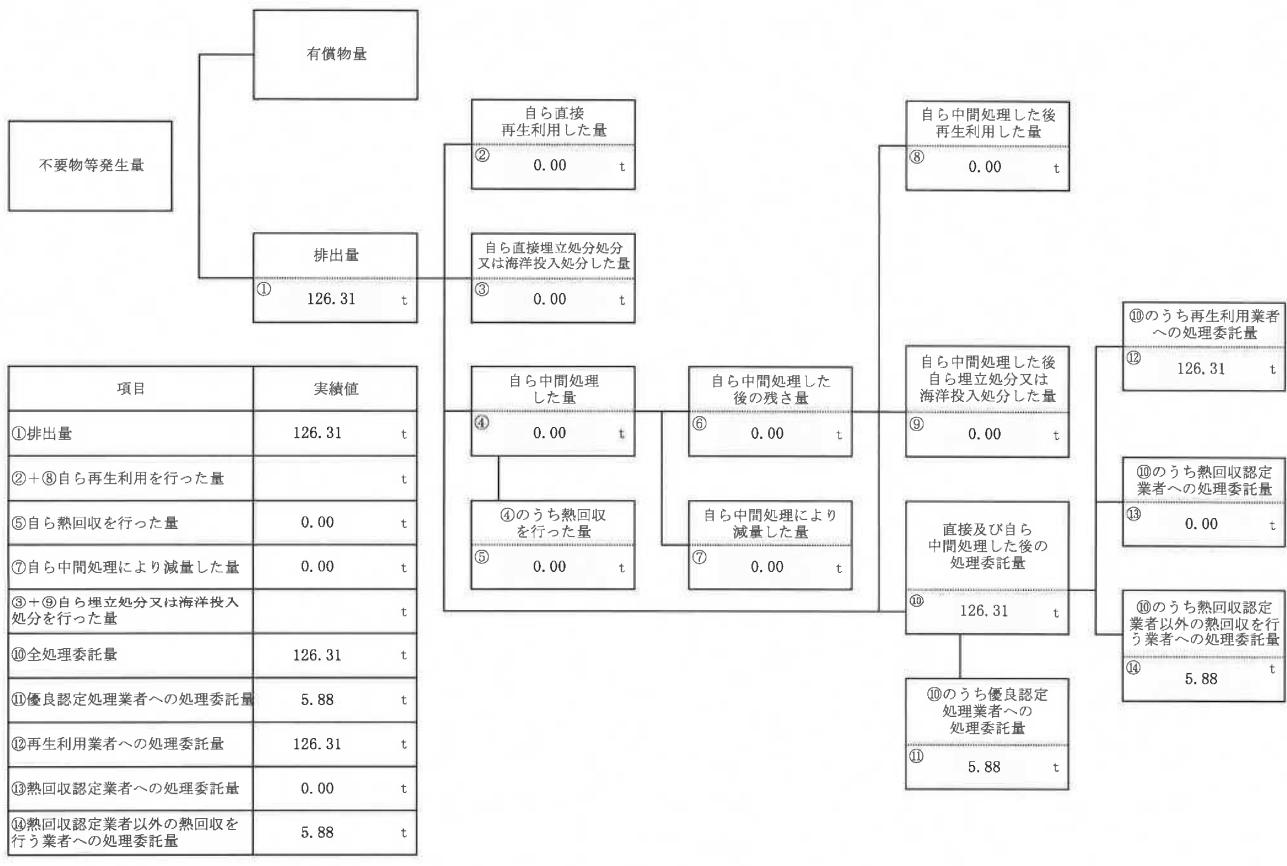 有償物量
不要物等発生量
排出量
① 126.31 t
自ら直接
再生利用した量
② 0.00 t
自ら直接埋立処分処分
又は海洋投入処分した量
③ 0.00 t
自ら中間処理
した量
④ 0.00 t
④のうち熱回収
を行った量
⑤ 0.00 t
自ら中間処理した
後の残さ量
⑥ 0.00 t
自ら中間処理により
減量した量
⑦ 0.00 t
自ら中間処理した後
再生利用した量
⑧ 0.00 t
自ら中間処理した後
自ら埋立処分又は
海洋投入処分した量
⑨ 0.00 t
直接及び自ら
中間処理した後の
処理委託量
⑩ 126.31 t
⑩のうち優良認定
処理業者への
処理委託量
⑪ 5.88 t
⑩のうち再生利用業者
への処理委託量
⑫ 126.31 t
⑩のうち熱回収認定
業者への処理委託量
⑬ 0.00 t
⑩のうち熱回収認定
業者以外の熱回収を行
う業者への処理委託量
⑭ 5.88 t
項目 実績値
①排出量 126.31 t
②＋⑧自ら再生利用を行った量 t
⑤自ら熱回収を行った量 0.00 t
⑦自ら中間処理により減量した量 0.00 t
③＋⑨自ら埋立処分又は海洋投入
処分を行った量 t
⑩全処理委託量 126.31 t
⑪優良認定処理業者への処理委託量 5.88 t
⑫再生利用業者への処理委託量 126.31 t
⑬熱回収認定業者への処理委託量 0.00 t
⑭熱回収認定業者以外の熱回収を
行う業者への処理委託量 5.88 t